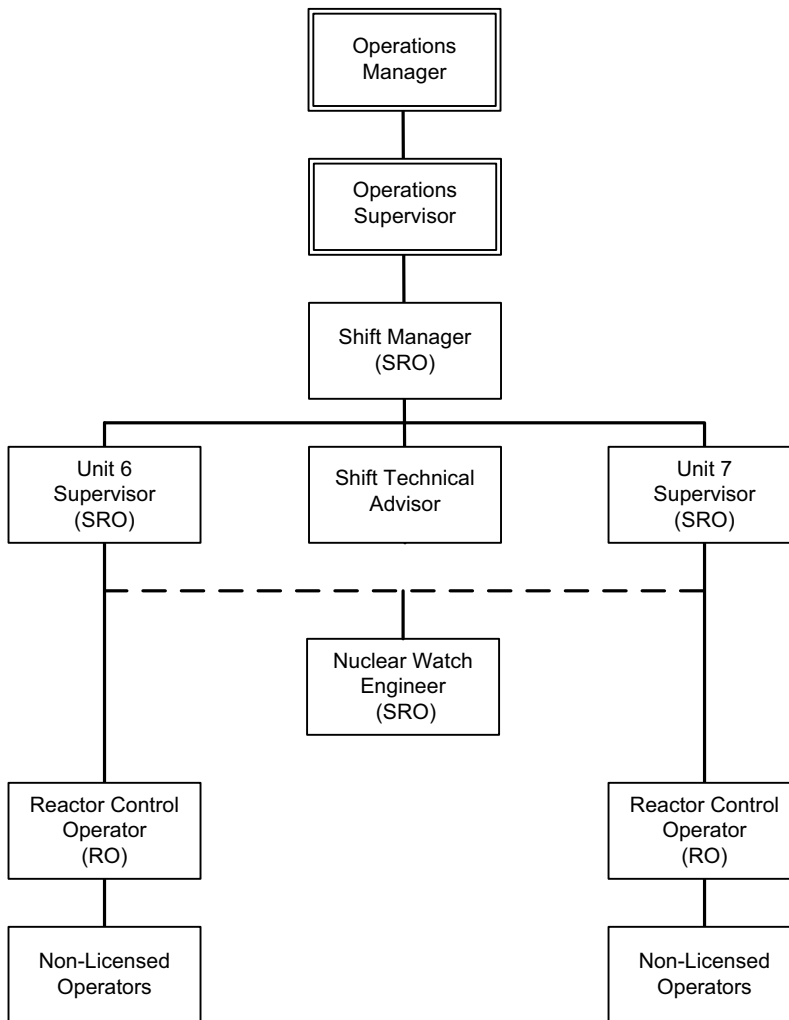 Operations
Manager
Operations
Supervisor
Shift Manager
(SRO)
Unit 6
Supervisor
(SRO)
Shift Technical
Advisor
Unit 7
Supervisor
(SRO)
Nuclear Watch
Engineer
(SRO)
Reactor Control
Operator
(RO)
Reactor Control
Operator
(RO)
Non-Licensed
Operators
Non-Licensed
Operators